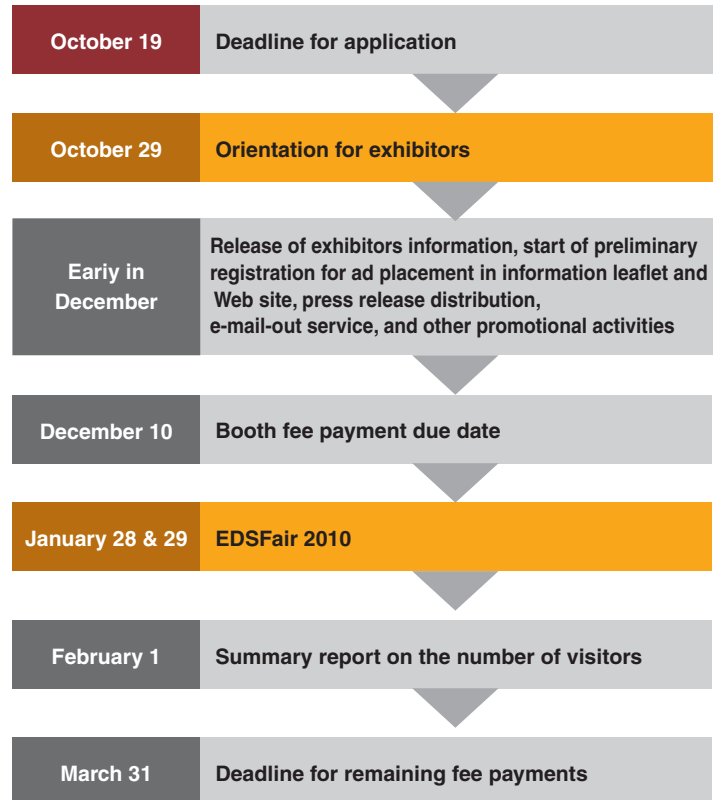 October 19
Deadline for application
October 29
Orientation for exhibitors
Eariy in
December
Release of exhibitors information, start of preliminary
registration for ad placement in information leaflet and
Web site, press release distribution,
e-mail-out service, and other promotional activities
December 10
Booth fee payment due date
January 28 & 29
EDSFair 2010
February 1
Summary report on the number of visitors
March 31
Deadline for remaining fee payments